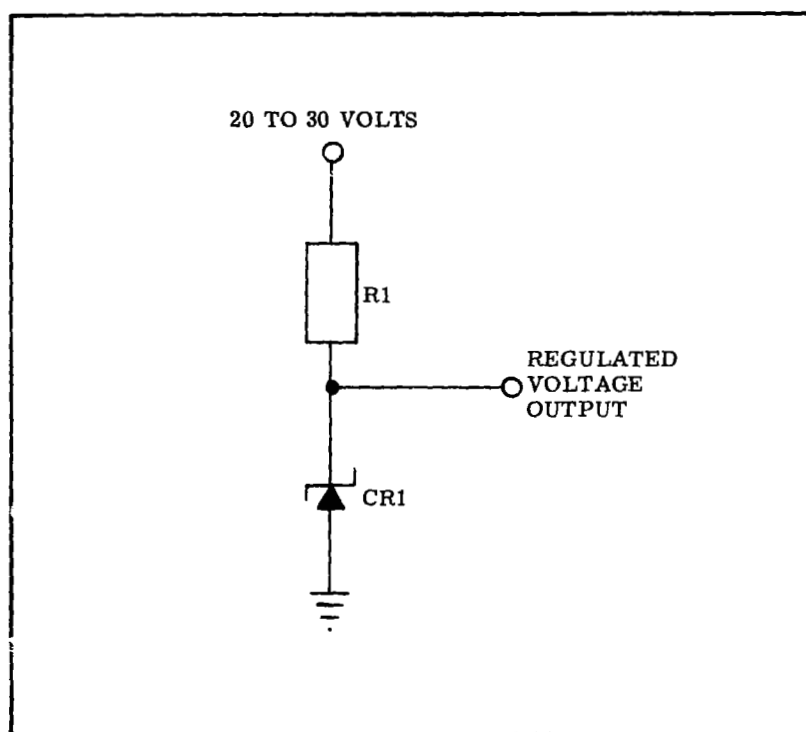 20 TO 30 VOLTS
R1
REGULATED
VOLTAGE
OUTPUT
CR1